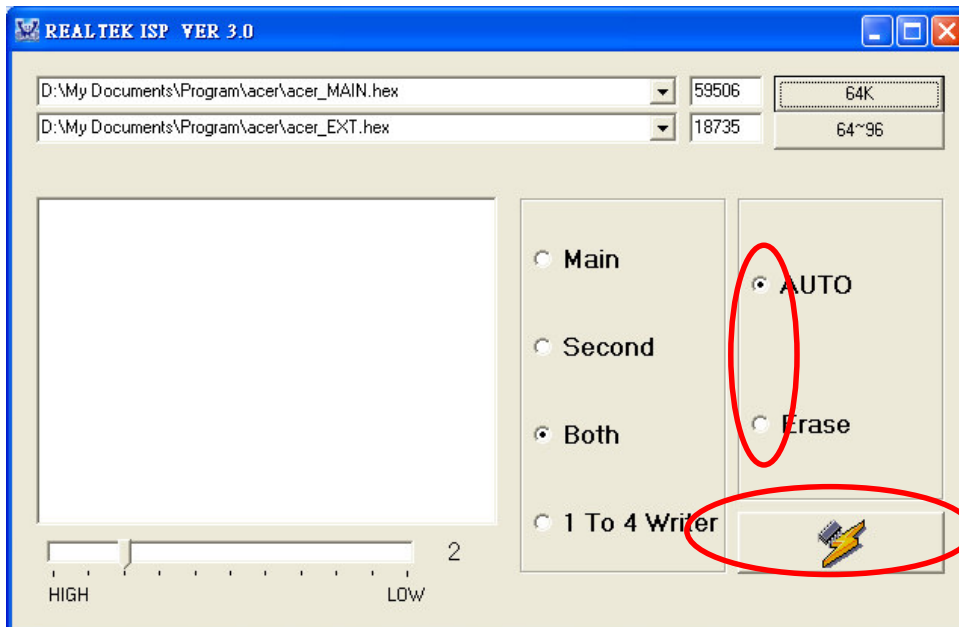 REALTEK ISP VER 3.0
D:\My Documents\Program\acer\acer_MAIN.hex 59506 64K
D:\My Documents\Program\acer\acer_EXT.hex 18735 64~96
Main
AUTO
Second
Erase
Both
1 To 4 Writer
2
HIGH LOW